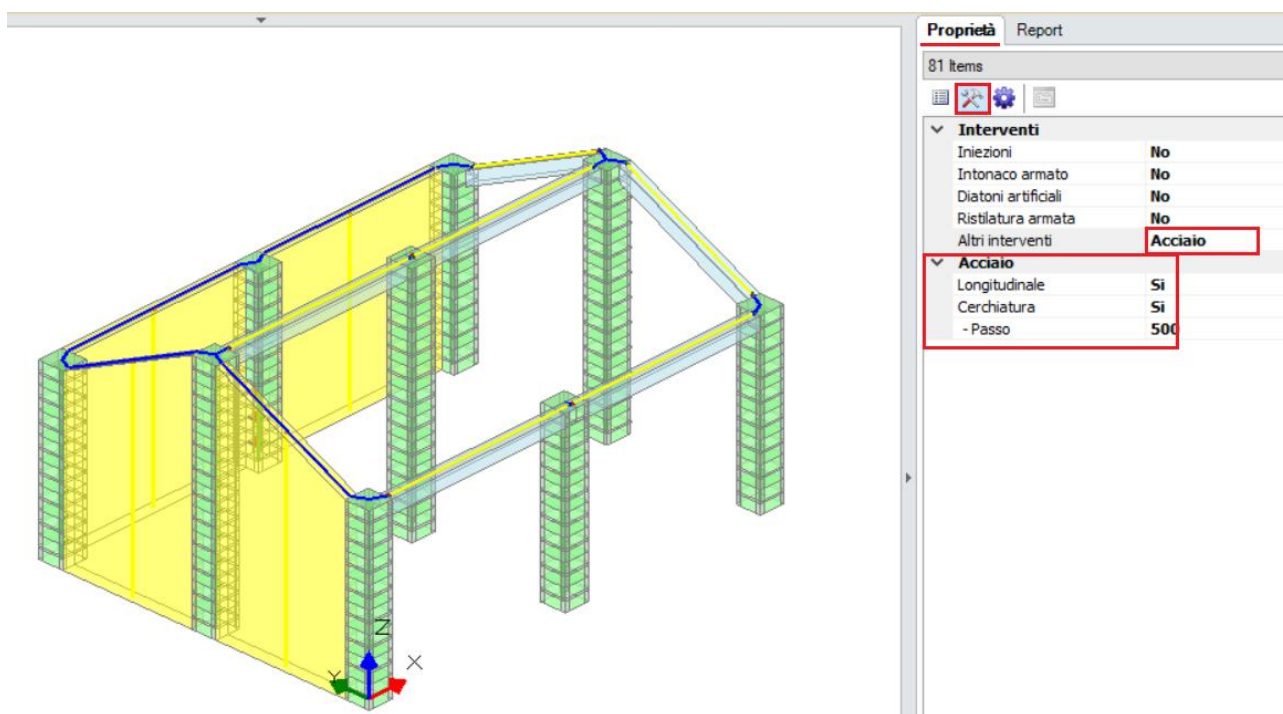 Proprietà Report
81 Items
Interventi
Iniezioni No
Intonaco armato No
Diatoni artificiali No
Ristilatura armata No
Altri interventi Acciaio
Acciaio
Longitudinale Si
Cerchiatura Si
- Passo 500
Z
X
Y